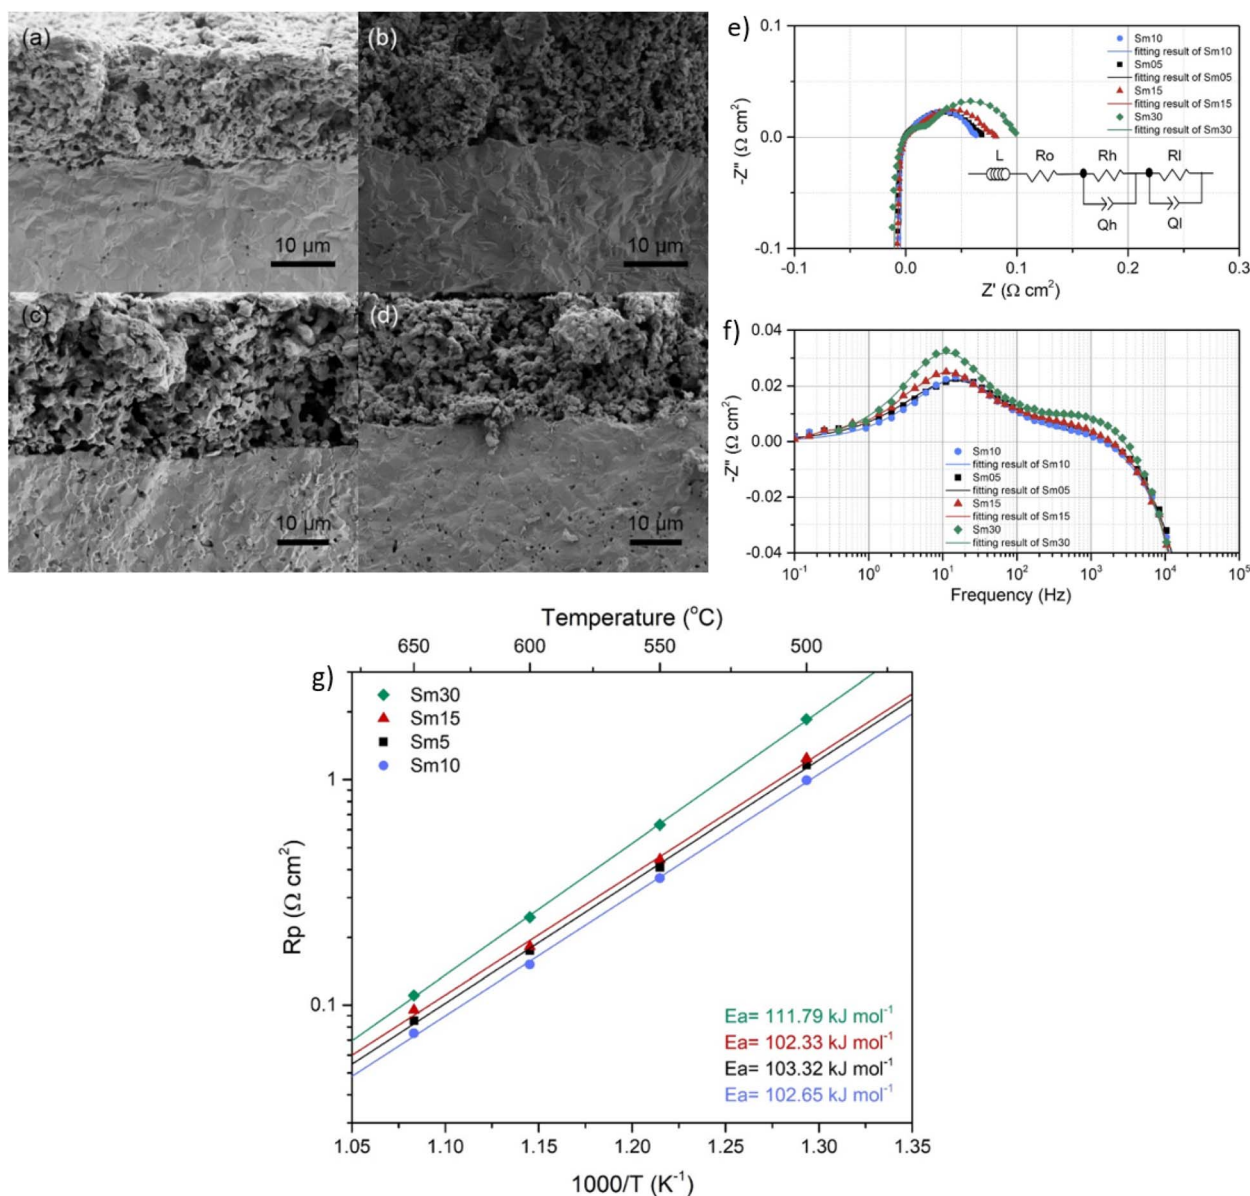 (a)
(b)
10 µm
10 µm
(c)
(d)
10 µm
10 µm
e)
0.1
0.0
-0.1
-Z" (Ω cm²)
Sm10
fitting result of Sm10
Sm05
fitting result of Sm05
Sm15
fitting result of Sm15
Sm30
fitting result of Sm30
L
Ro
Rh
Rl
Qh
Ql
-0.1
0.0
0.1
0.2
0.3
Z' (Ω cm²)
f)
0.04
0.02
0.00
-0.02
-0.04
-Z" (Ω cm²)
Sm10
fitting result of Sm10
Sm05
fitting result of Sm05
Sm15
fitting result of Sm15
Sm30
fitting result of Sm30
10⁻¹
10⁰
10¹
10²
10³
10⁴
10⁵
Frequency (Hz)
Temperature (°C)
650
600
550
500
g)
Sm30
Sm15
Sm5
Sm10
1
0.1
Rp (Ω cm²)
Ea= 111.79 kJ mol⁻¹
Ea= 102.33 kJ mol⁻¹
Ea= 103.32 kJ mol⁻¹
Ea= 102.65 kJ mol⁻¹
1.05
1.10
1.15
1.20
1.25
1.30
1.35
1000/T (K⁻¹)